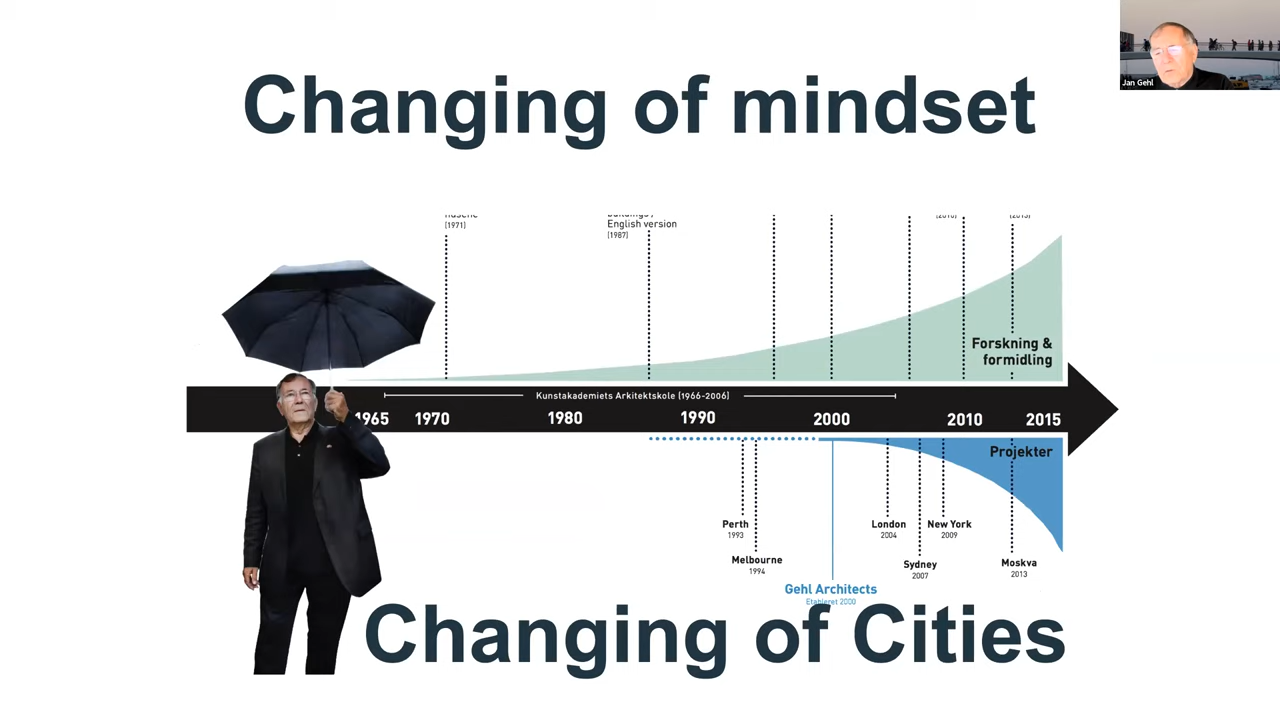 Changing of mindset
Jan Gehl
(1971)
English version
(1987)
Forskning &
formidling
Kunstakademiets Arkitektskole (1966-2006)
1965 1970 1980 1990 2000 2010 2015
Projekter
Perth
1993
Melbourne
1994
London
2004
New York
2009
Sydney
2007
Moskva
2013
Gehl Architects
Etableret 2000
Changing of Cities